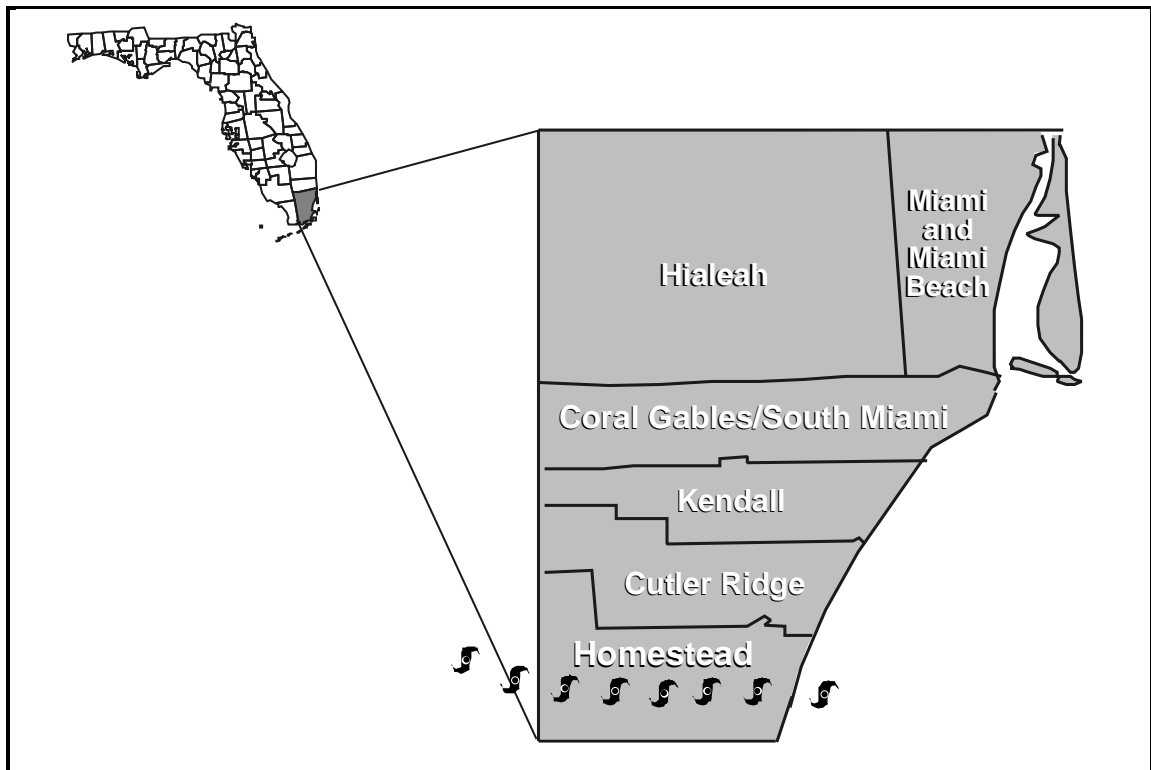 Miami
and
Miami
Beach
Hialeah
Coral Gables/South Miami
Kendall
Cutler Ridge
Homestead